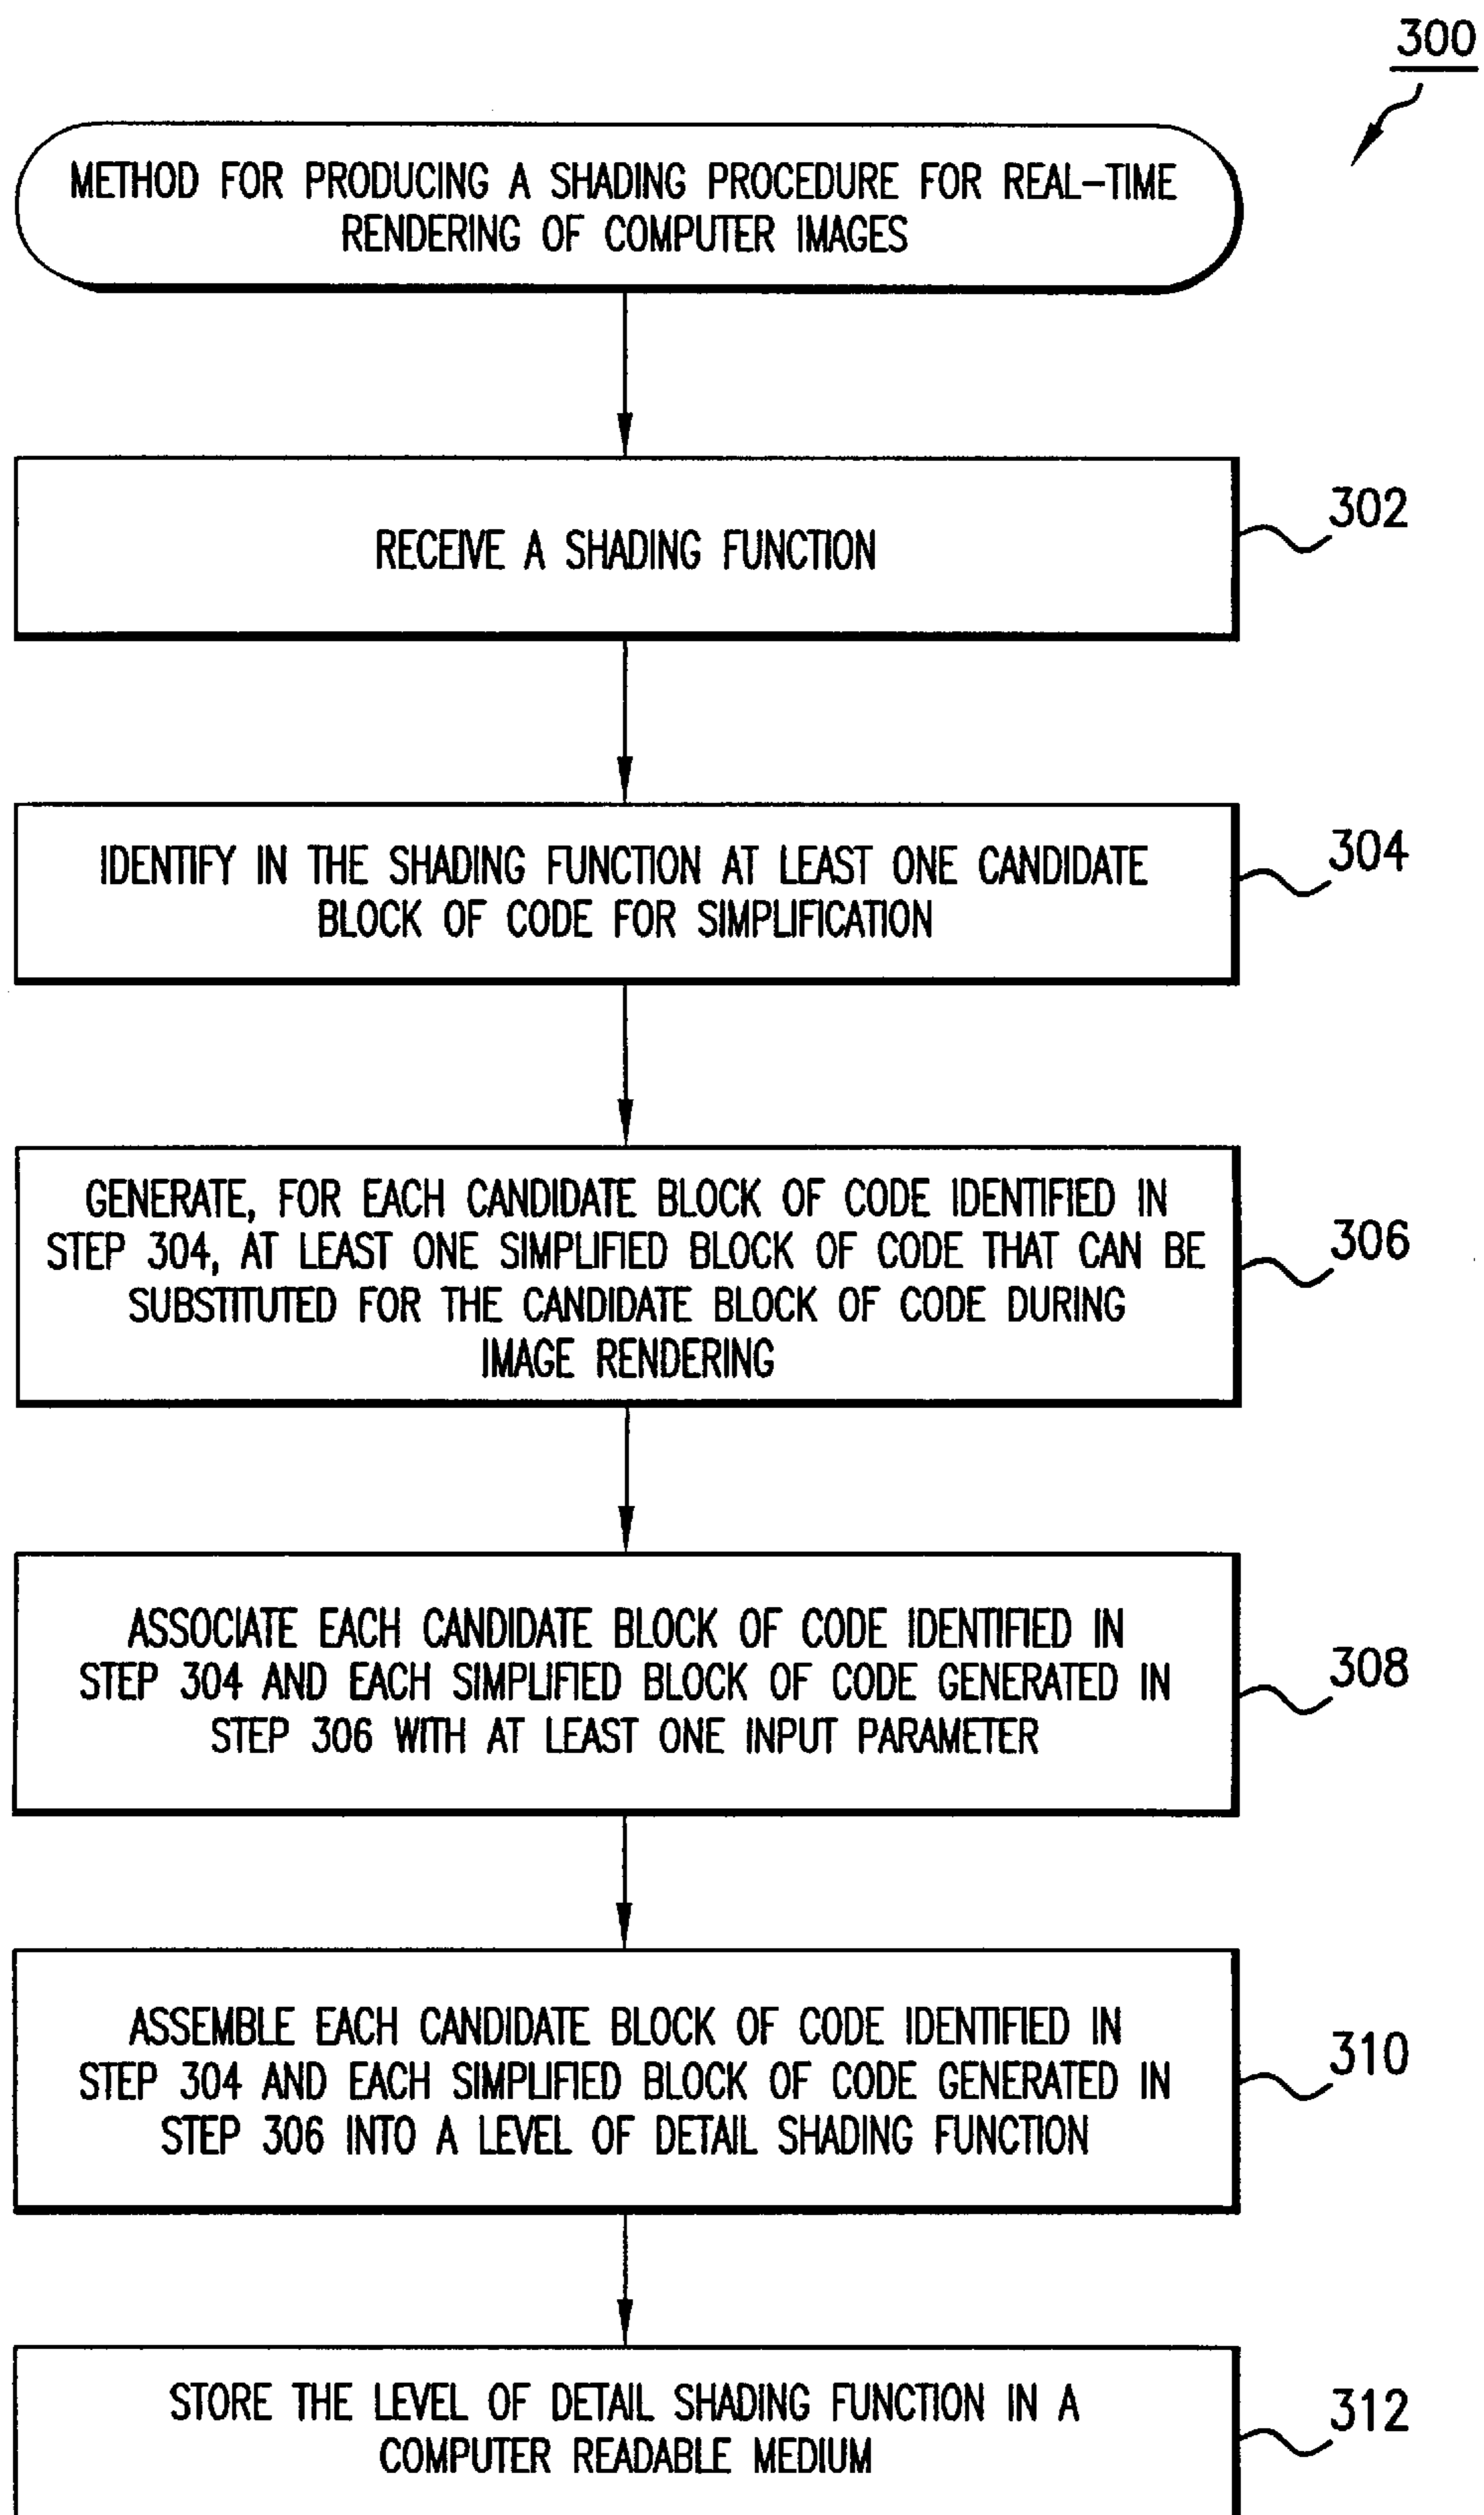 300
METHOD FOR PRODUCING A SHADING PROCEDURE FOR REAL-TIME
RENDERING OF COMPUTER IMAGES
RECEIVE A SHADING FUNCTION
302
IDENTIFY IN THE SHADING FUNCTION AT LEAST ONE CANDIDATE
BLOCK OF CODE FOR SIMPLIFICATION
304
GENERATE, FOR EACH CANDIDATE BLOCK OF CODE IDENTIFIED IN
STEP 304, AT LEAST ONE SIMPLIFIED BLOCK OF CODE THAT CAN BE
SUBSTITUTED FOR THE CANDIDATE BLOCK OF CODE DURING
IMAGE RENDERING
306
ASSOCIATE EACH CANDIDATE BLOCK OF CODE IDENTIFIED IN
STEP 304 AND EACH SIMPLIFIED BLOCK OF CODE GENERATED IN
STEP 306 WITH AT LEAST ONE INPUT PARAMETER
308
ASSEMBLE EACH CANDIDATE BLOCK OF CODE IDENTIFIED IN
STEP 304 AND EACH SIMPLIFIED BLOCK OF CODE GENERATED IN
STEP 306 INTO A LEVEL OF DETAIL SHADING FUNCTION
310
STORE THE LEVEL OF DETAIL SHADING FUNCTION IN A
COMPUTER READABLE MEDIUM
312